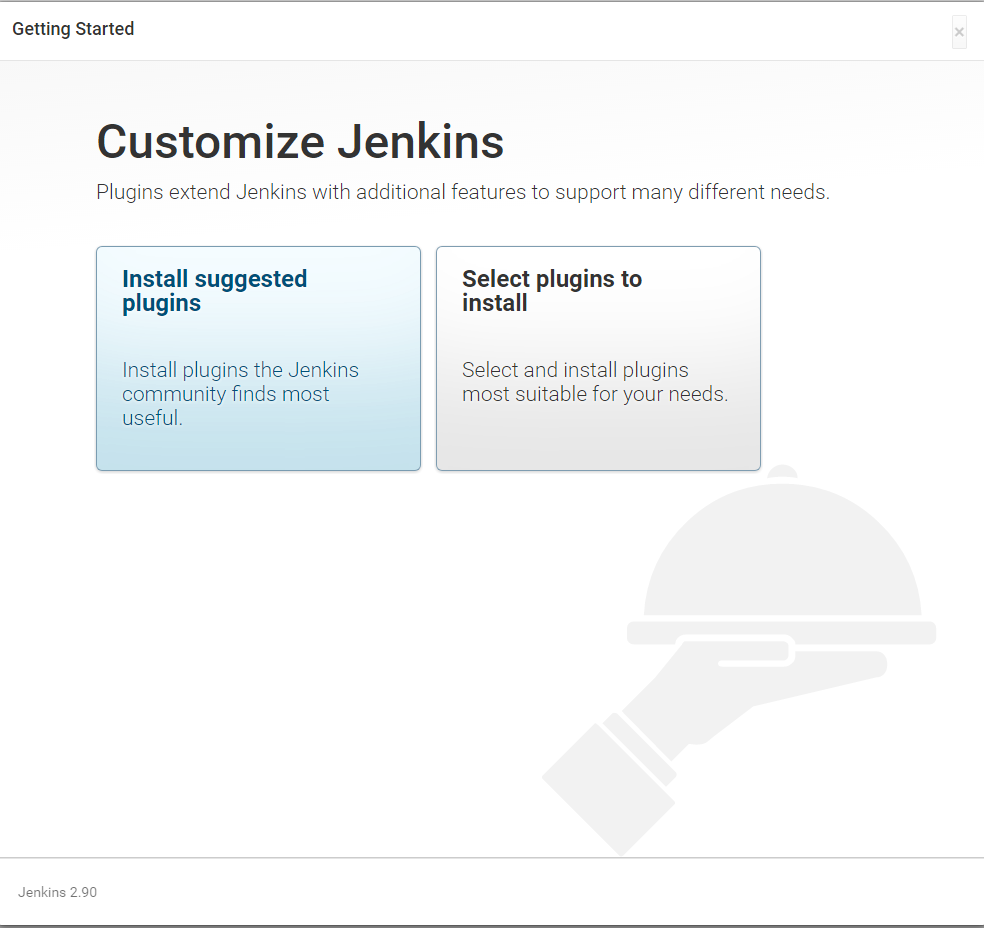 Getting Started
×
Customize Jenkins
Plugins extend Jenkins with additional features to support many different needs.
Install suggested
plugins
Install plugins the Jenkins
community finds most
useful.
Select plugins to
install
Select and install plugins
most suitable for your needs.
Jenkins 2.90